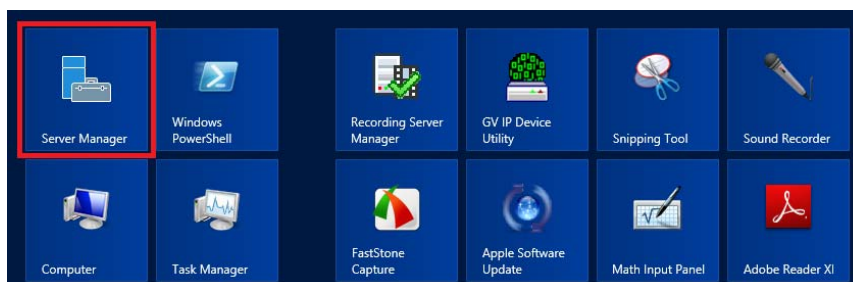 Server Manager
Windows
PowerShell
Recording Server
Manager
GV IP Device
Utility
Snipping Tool
Sound Recorder
Computer
Task Manager
FastStone
Capture
Apple Software
Update
Math Input Panel
Adobe Reader XI